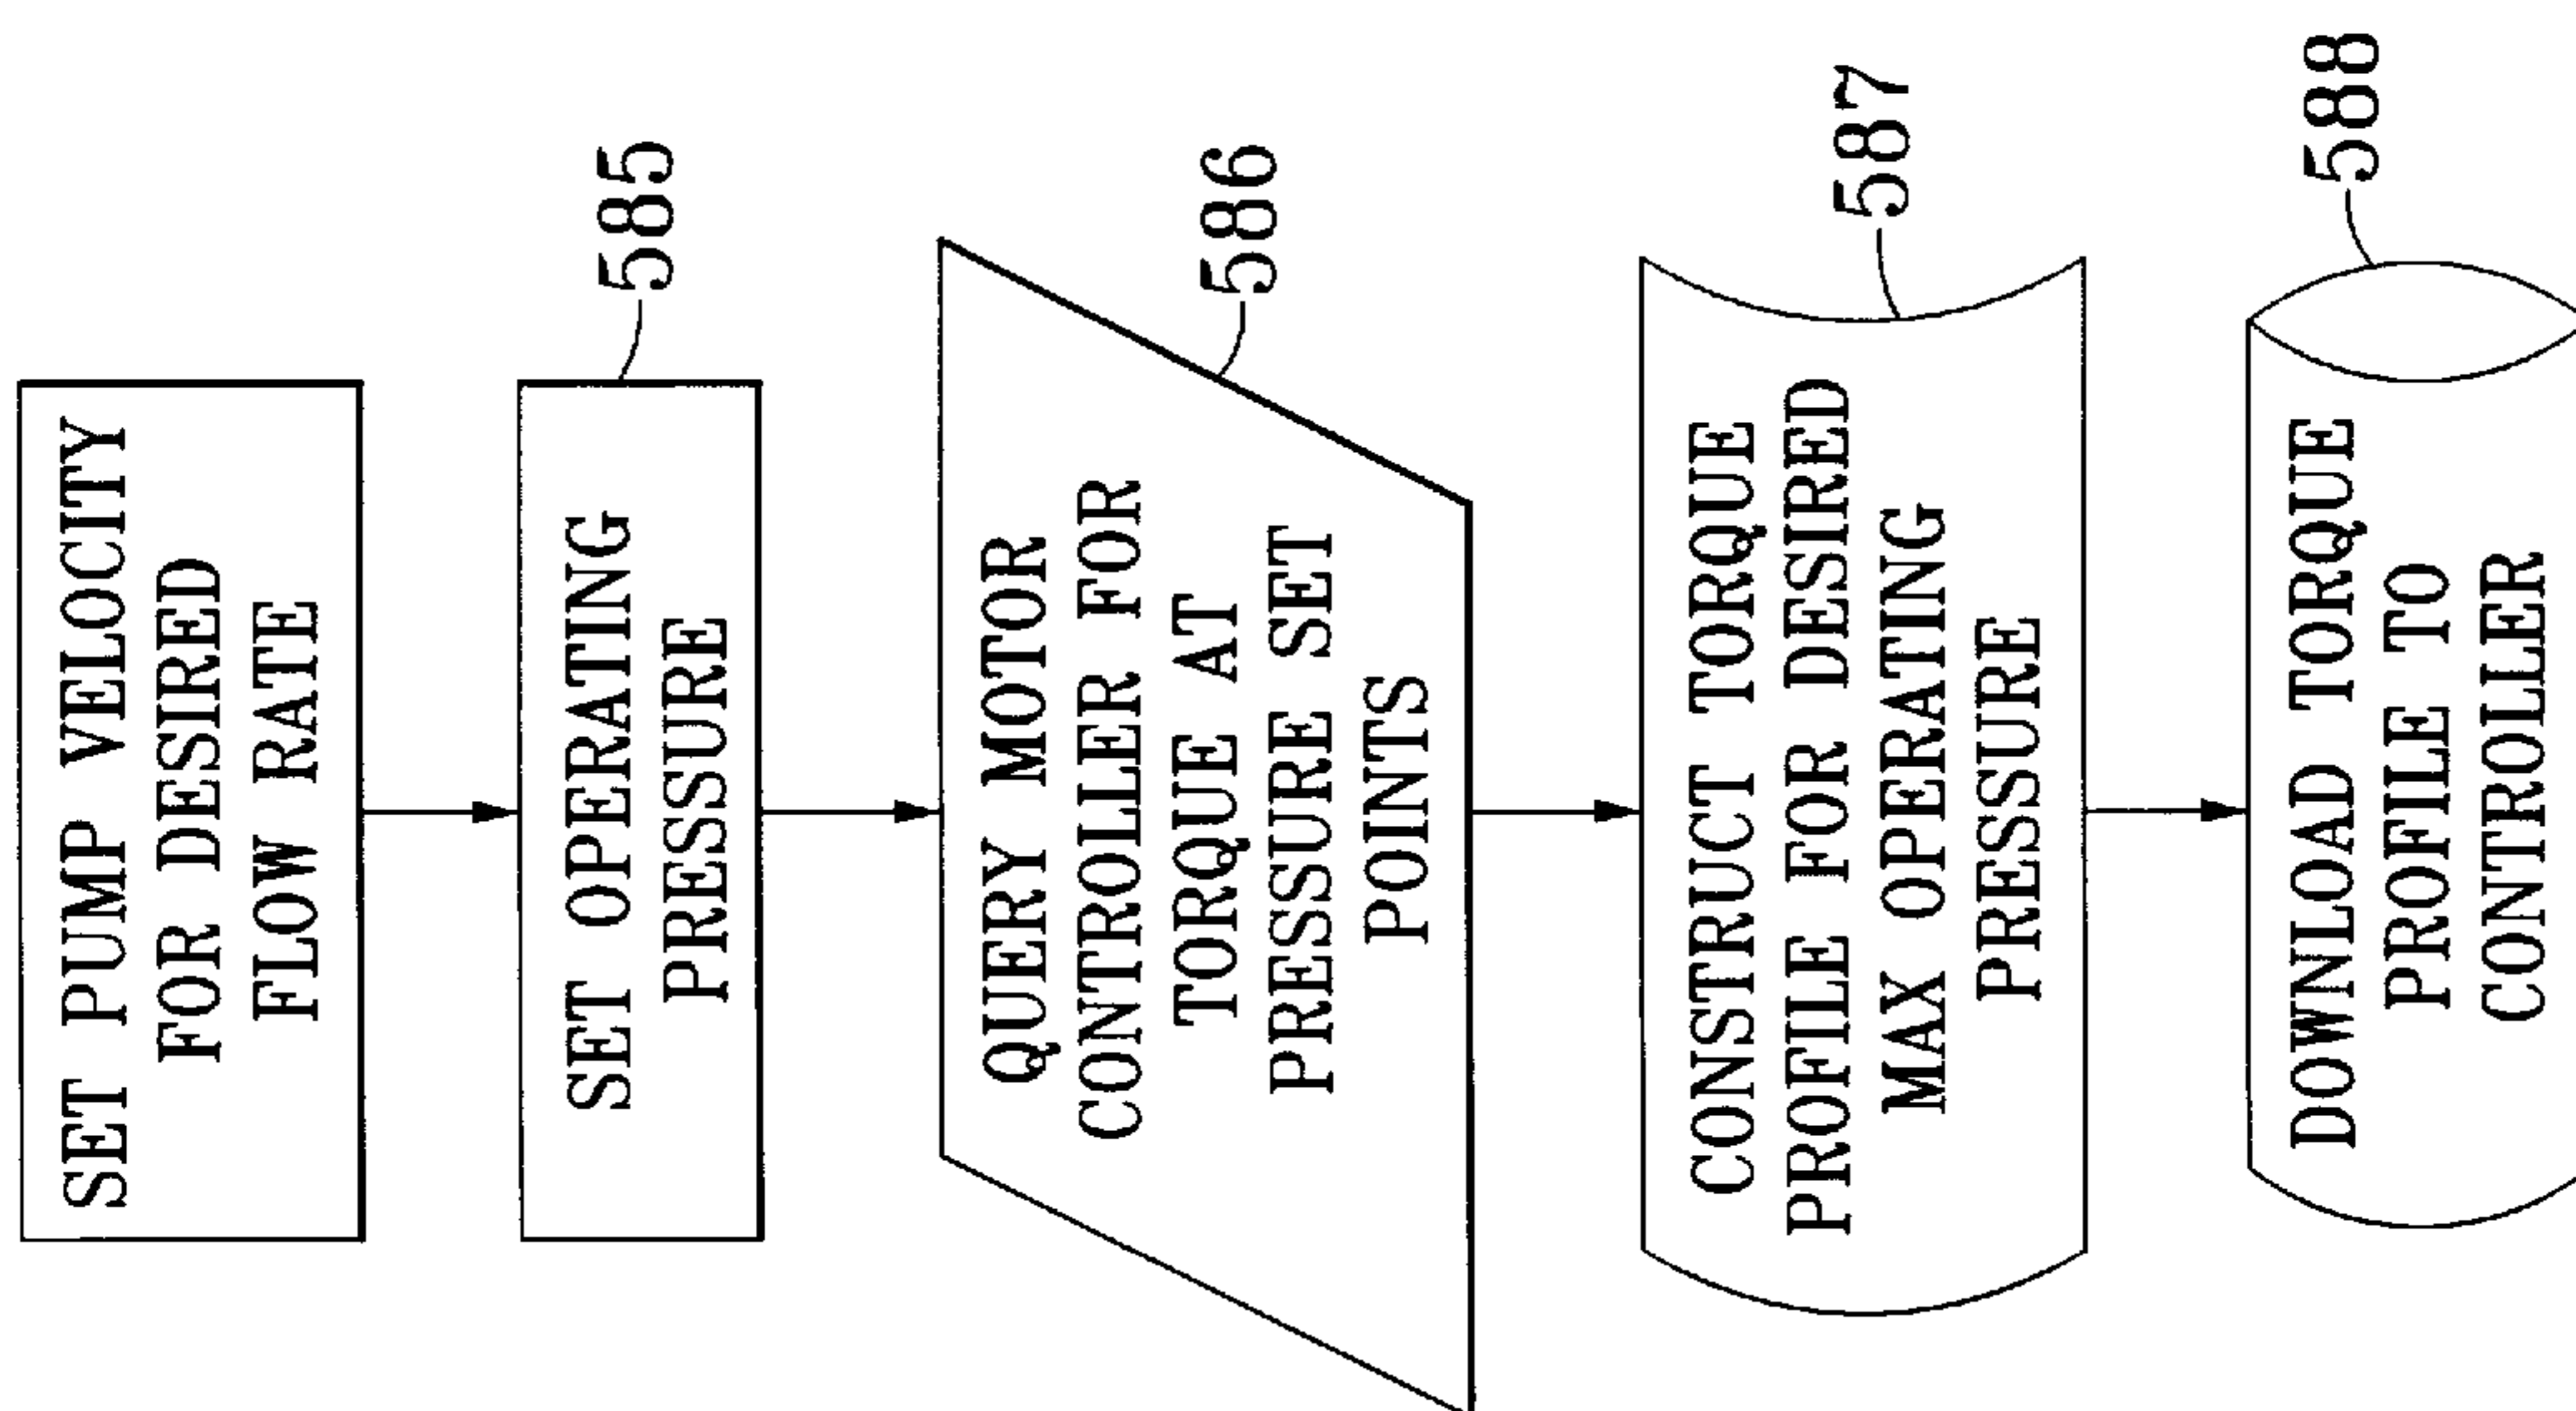 SET PUMP VELOCITY
FOR DESIRED
FLOW RATE
SET OPERATING
PRESSURE
585
QUERY MOTOR
CONTROLLER FOR
TORQUE AT
PRESSURE SET
POINTS
586
CONSTRUCT TORQUE
PROFILE FOR DESIRED
MAX OPERATING
PRESSURE
587
DOWNLOAD TORQUE
PROFILE TO
CONTROLLER
588